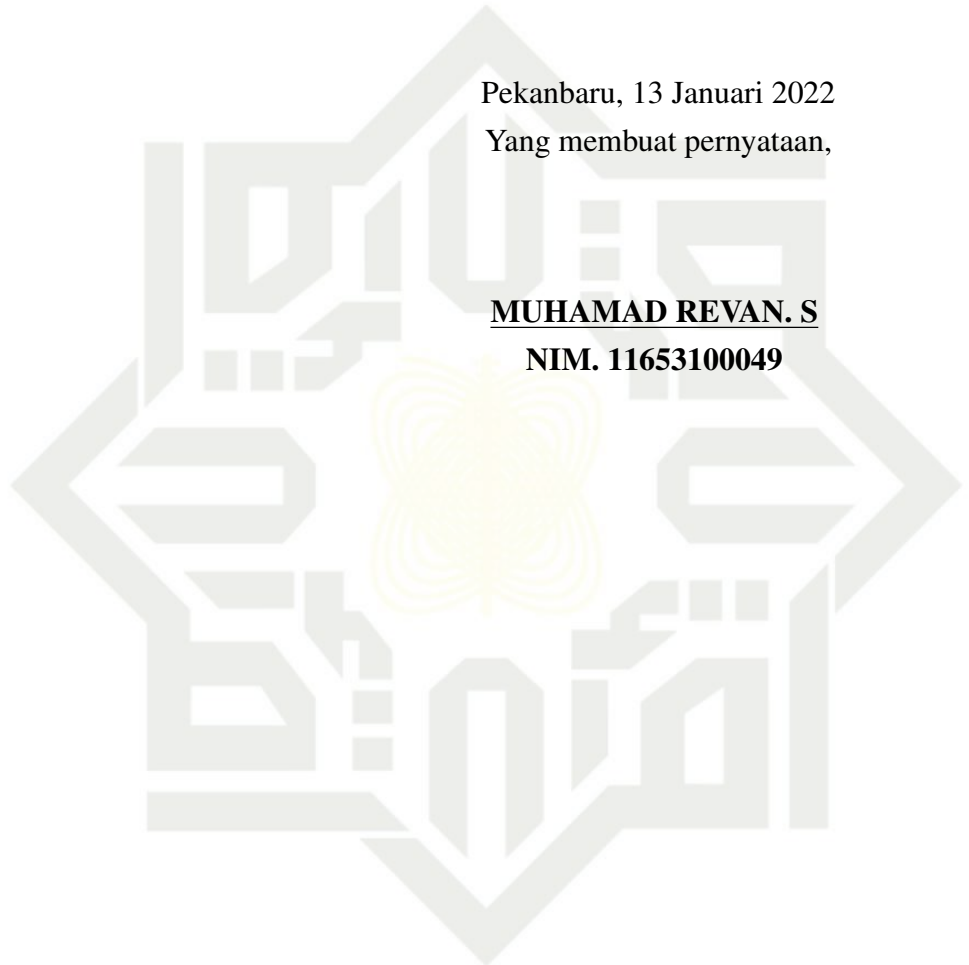 Pekanbaru, 13 Januari 2022
Yang membuat pernyataan,
MUHAMAD REVAN. S
NIM. 11653100049